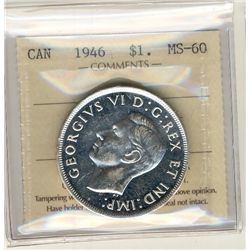 CAN 1946 $1. MS-60
COMMENTS
GEORGIVS VI D:G:REX ET IND:IMP:
Tampering w
ove opinion.
Have holder
eal not intact.